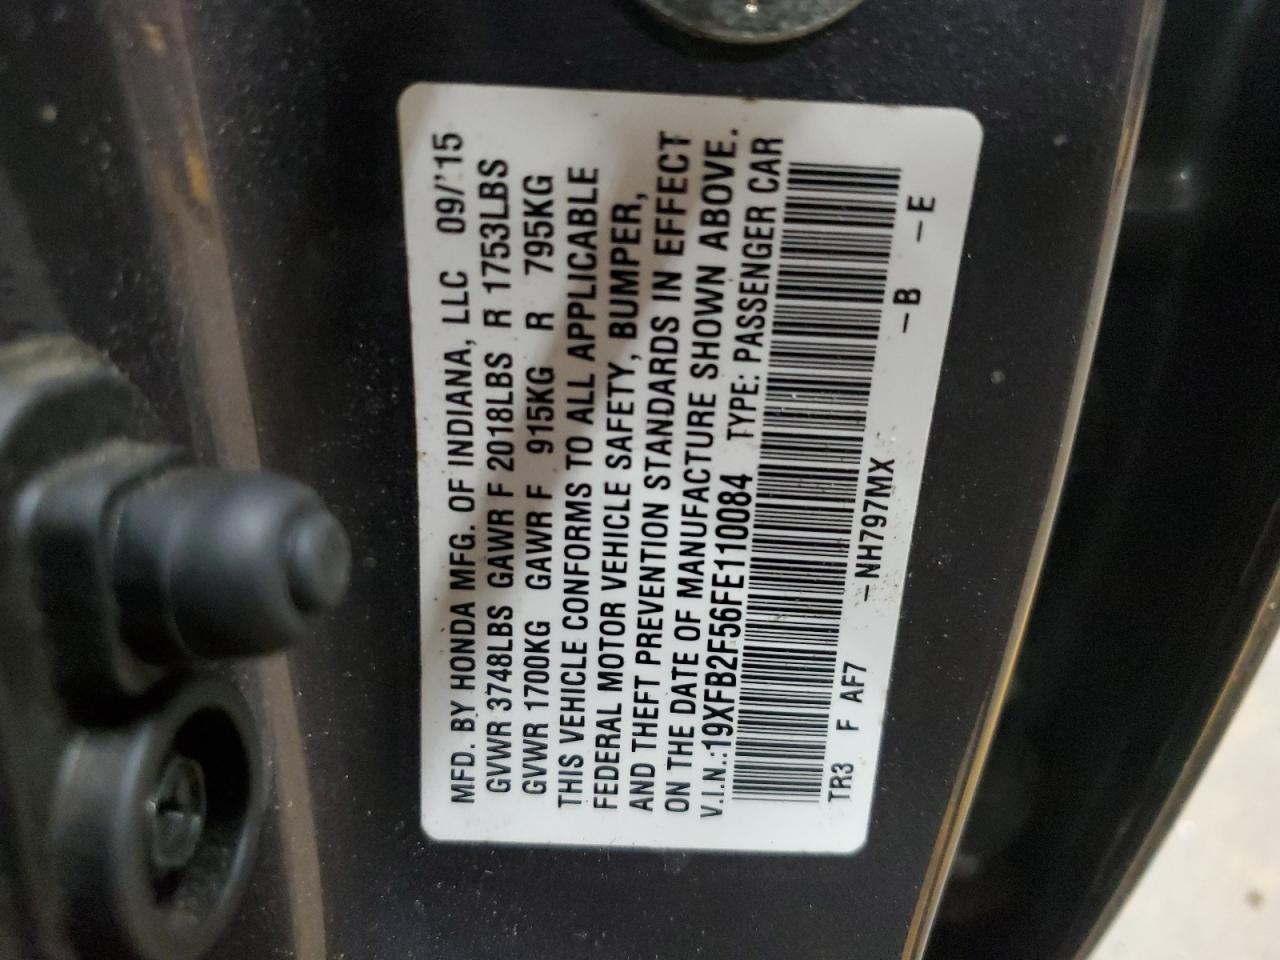 MFD. BY HONDA MFG. OF INDIANA, LLC 09/'15
GVWR 3748LBS GAWR F 2018LBS R 1753LBS
GVWR 1700KG GAWR F 915KG R 795KG
THIS VEHICLE CONFORMS TO ALL APPLICABLE
FEDERAL MOTOR VEHICLE SAFETY, BUMPER,
AND THEFT PREVENTION STANDARDS IN EFFECT
ON THE DATE OF MANUFACTURE SHOWN ABOVE.
V.I.N.:19XFB2F56FE110084 TYPE: PASSENGER CAR
TR3 F AF7 –NH797MX –B –E